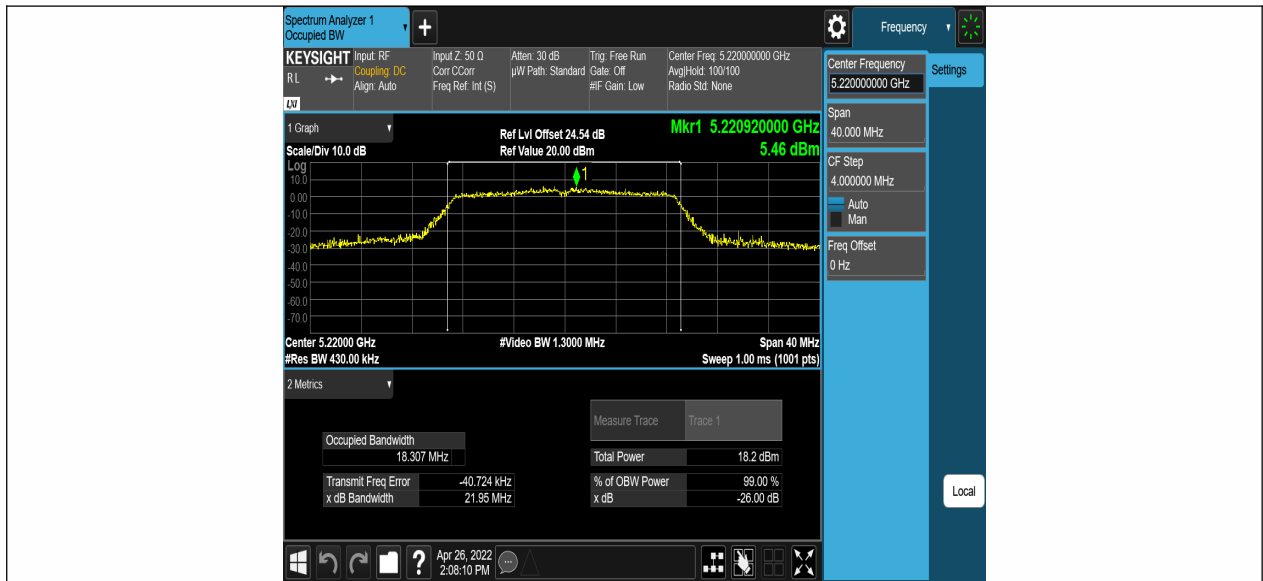 Spectrum Analyzer 1
Occupied BW
+
Frequency
KEYSIGHT
RL
LXI
Input: RF
Coupling: DC
Align: Auto
Input Z: 50 Ω
Corr CCorr
Freq Ref: Int (S)
Atten: 30 dB
µW Path: Standard
Trig: Free Run
Gate: Off
#IF Gain: Low
Center Freq: 5.220000000 GHz
Avg|Hold: 100/100
Radio Std: None
Center Frequency
5.220000000 GHz
Settings
Span
40.000 MHz
CF Step
4.000000 MHz
Auto
Man
Freq Offset
0 Hz
Local
1 Graph
Scale/Div 10.0 dB
Ref Lvl Offset 24.54 dB
Ref Value 20.00 dBm
Mkr1 5.220920000 GHz
5.46 dBm
Log
10.0
0.00
-10.0
-20.0
-30.0
-40.0
-50.0
-60.0
-70.0
1
Center 5.22000 GHz
#Video BW 1.3000 MHz
Span 40 MHz
#Res BW 430.00 kHz
Sweep 1.00 ms (1001 pts)
2 Metrics
Measure Trace Trace 1
Occupied Bandwidth
18.307 MHz
Total Power 18.2 dBm
Transmit Freq Error -40.724 kHz
% of OBW Power 99.00 %
x dB Bandwidth 21.95 MHz
x dB -26.00 dB
?
Apr 26, 2022
2:08:10 PM